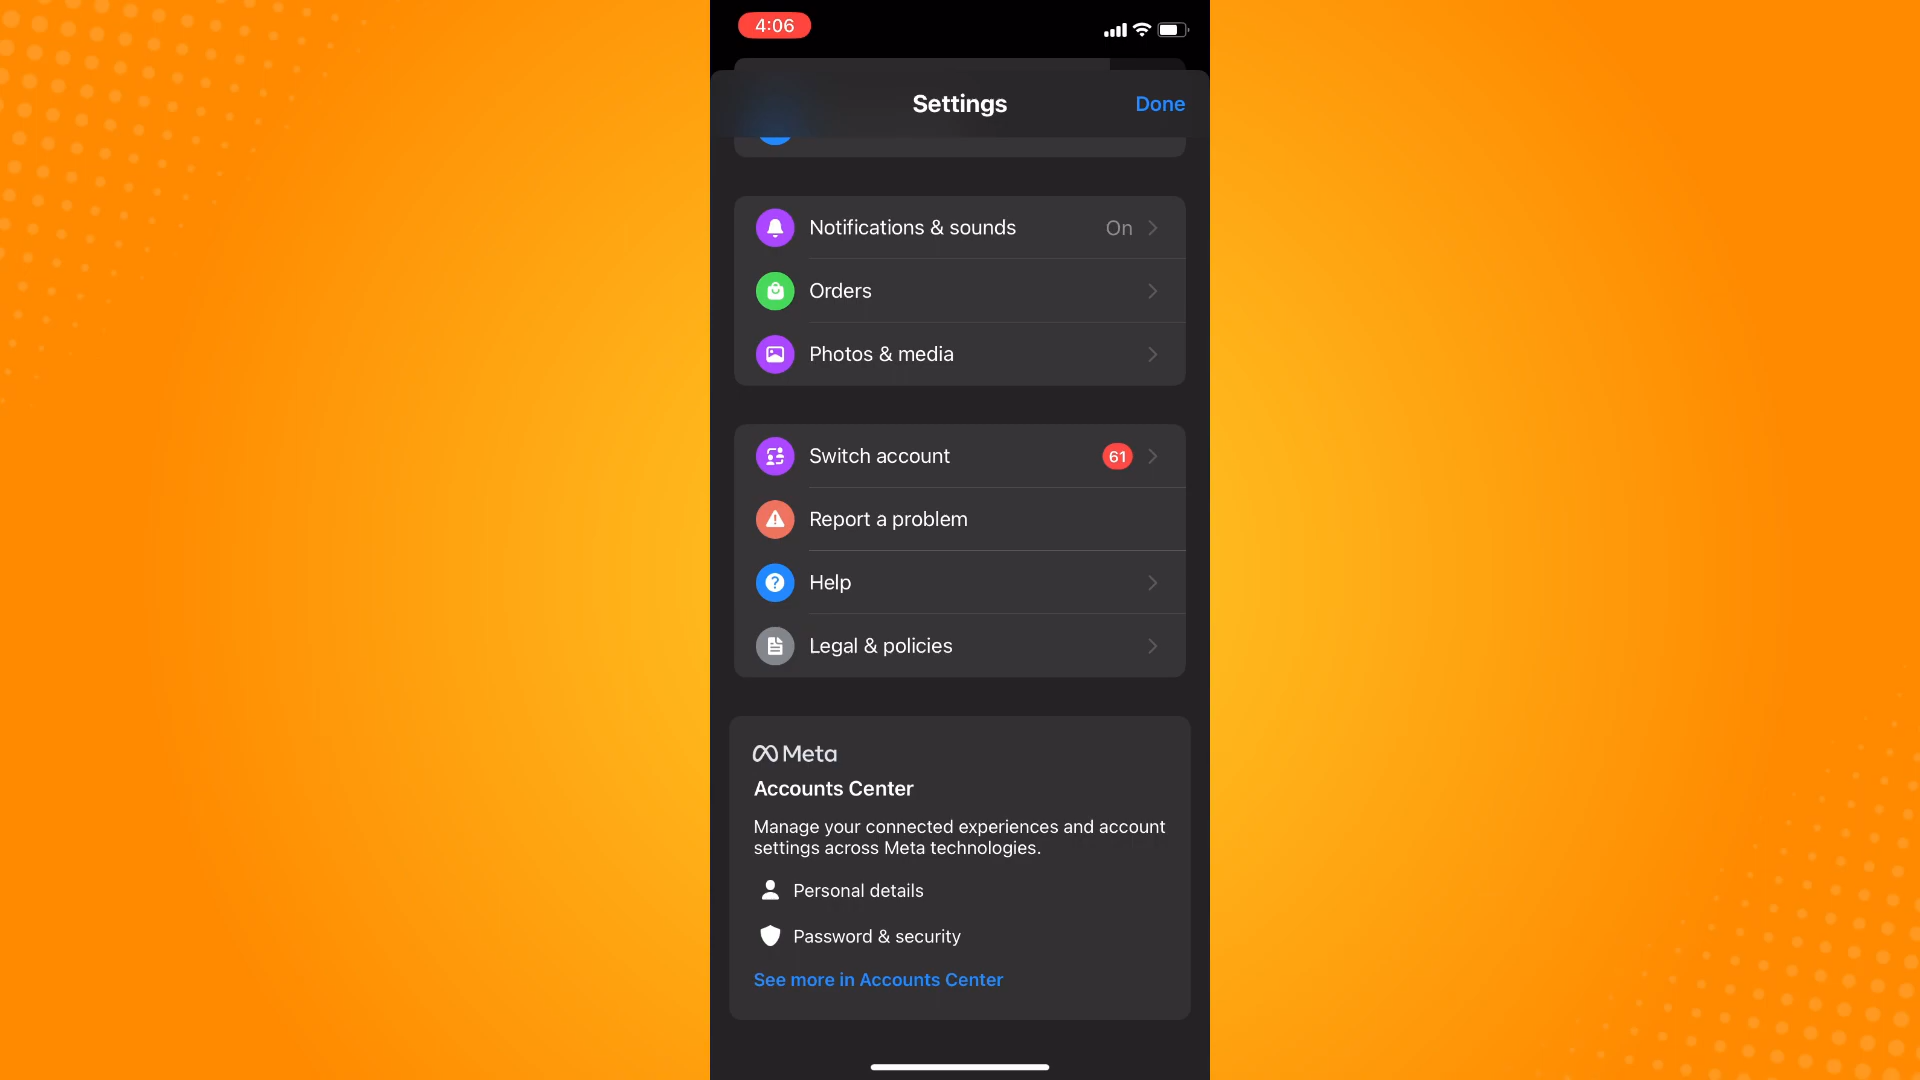 4:06
Settings
Done
Notifications & sounds
On
Orders
Photos & media
Switch account
61
Report a problem
Help
Legal & policies
Meta
Accounts Center
Manage your connected experiences and account
settings across Meta technologies.
Personal details
Password & security
See more in Accounts Center